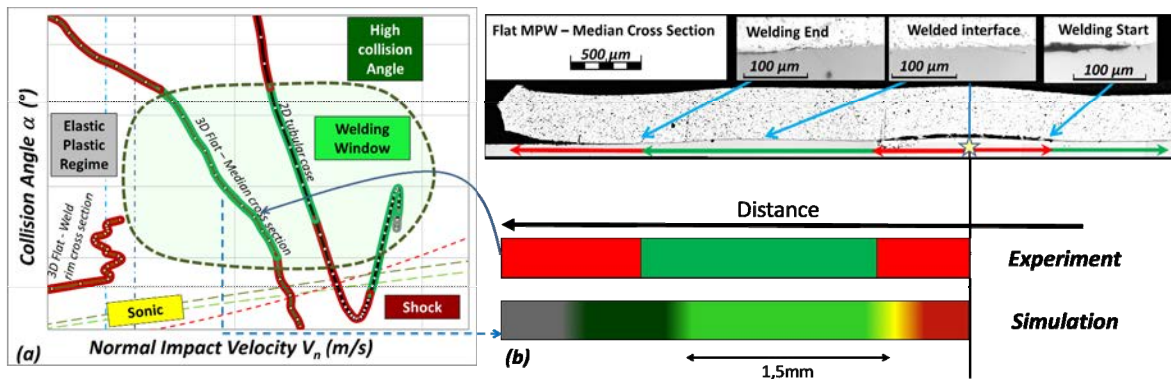 Collision Angle α (°)
High
collision
Angle
Elastic
Plastic
Regime
Welding
Window
3D Flat – Median cross section
2D tubular case
3D Flat - Weld
rim cross section
Sonic
Shock
(a)
Normal Impact Velocity Vn (m/s)
Flat MPW – Median Cross Section
500 µm
Welding End
100 µm
Welded interface
100 µm
Welding Start
100 µm
Distance
Experiment
Simulation
(b)
1,5mm